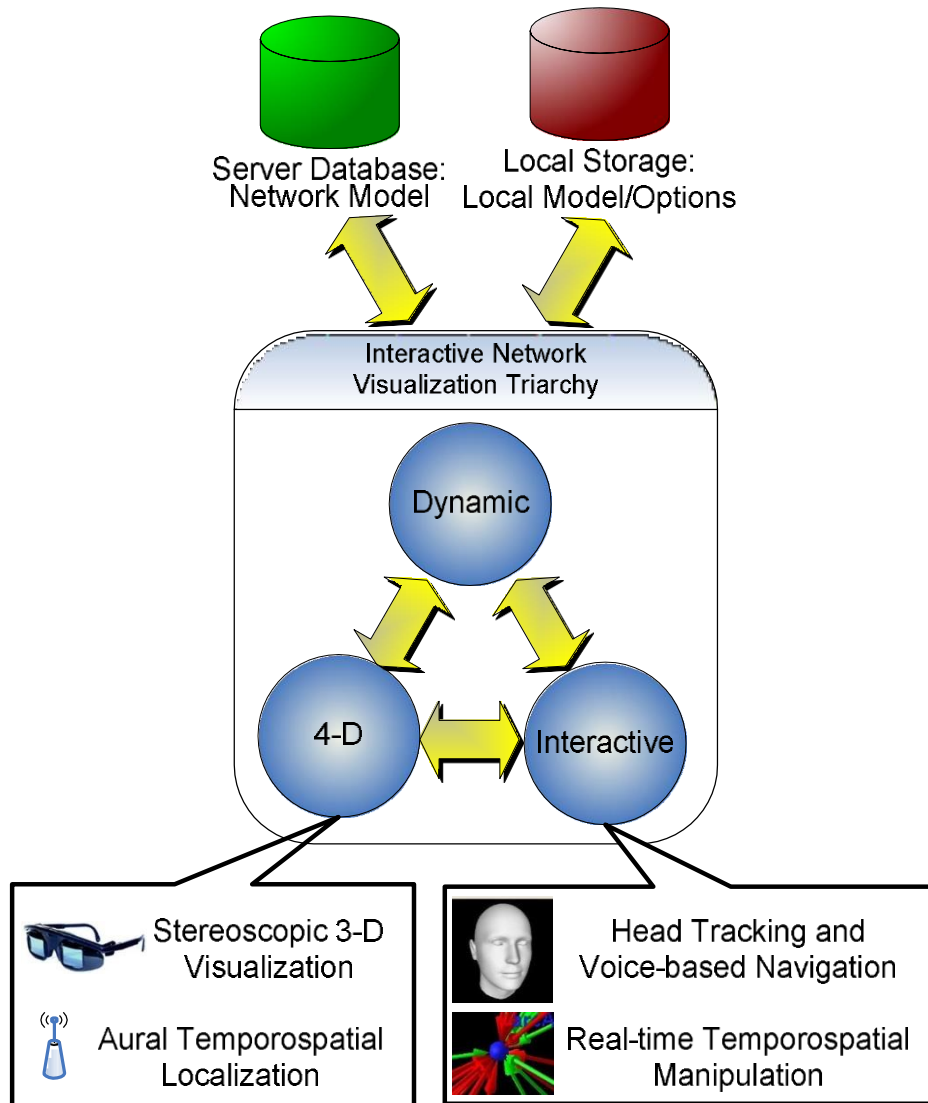 Server Database:
Network Model
Local Storage:
Local Model/Options
Interactive Network
Visualization Triarchy
Dynamic
4-D
Interactive
Stereoscopic 3-D
Visualization
Aural Temporospatial
Localization
Head Tracking and
Voice-based Navigation
Real-time Temporospatial
Manipulation